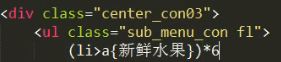 <div class="center_con03">
<ul class="sub_menu_con fl">
(li>a{新鲜水果})*6